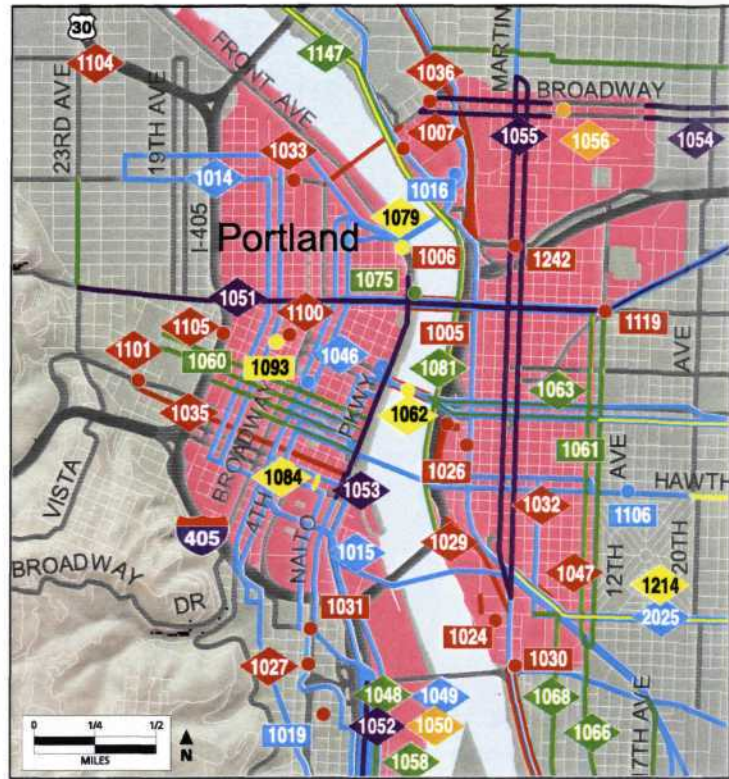 30
1104
23RD AVE
19TH AVE
FRONT AVE
1147
1036
MARTIN
BROADWAY
1007
1055
1056
1054
1033
1014
1016
I-405
1079
Portland
1006
1242
1075
1051
1100
1105
1005
1119
1101
1060
1093
1046
1081
1063
AVE
1035
BROADWAY
PKWY
1062
1061
1026
AVE
HAWTH
VISTA
1084
1053
1032
1106
405
4TH
NAITO
1015
1029
1047
12TH
20TH
1214
BROADWAY
DR
1031
1024
2025
1027
1030
1048
1049
1068
1019
1052
1050
1066
17TH AVE
1058
0
1/4
1/2
MILES
N